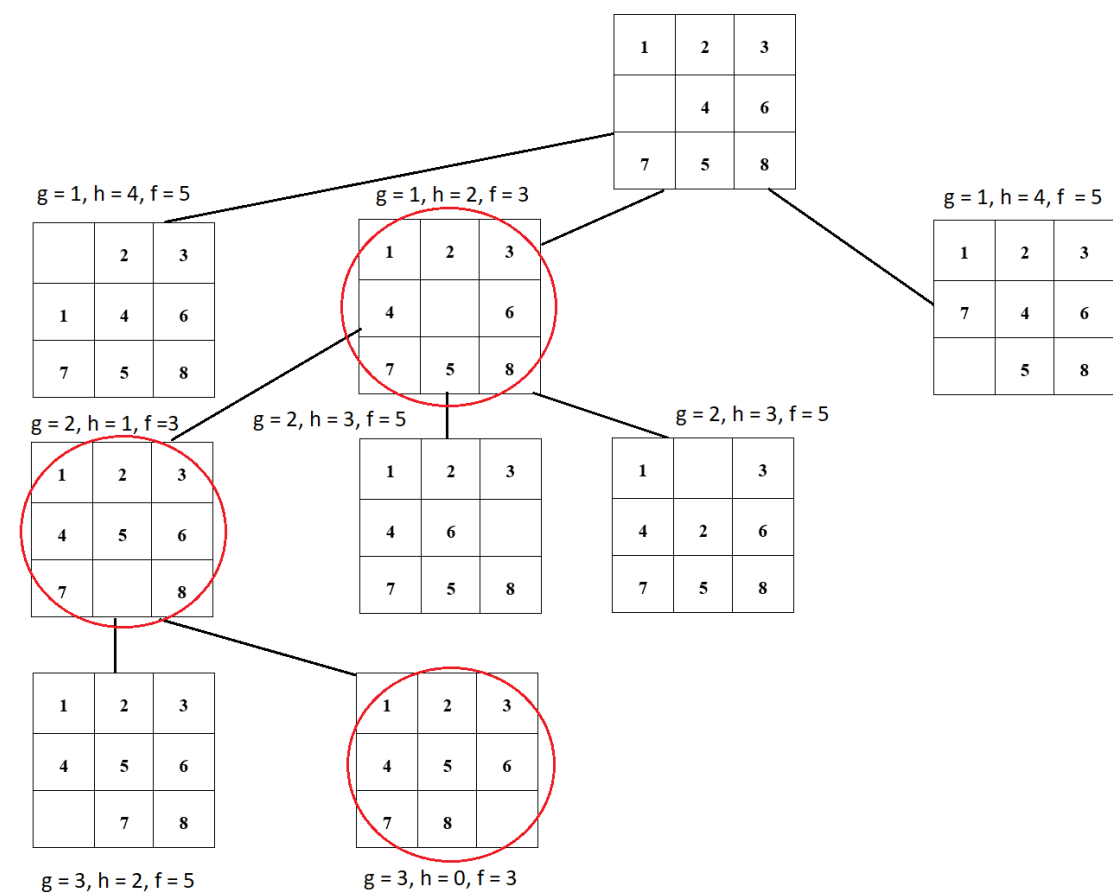 1 2 3
4 6
7 5 8
g = 1, h = 4, f = 5
2 3
1 4 6
7 5 8
g = 1, h = 2, f = 3
1 2 3
4 6
7 5 8
g = 1, h = 4, f = 5
1 2 3
7 4 6
5 8
g = 2, h = 1, f =3
1 2 3
4 5 6
7 8
g = 2, h = 3, f = 5
1 2 3
4 6
7 5 8
g = 2, h = 3, f = 5
1 3
4 2 6
7 5 8
1 2 3
4 5 6
7 8
g = 3, h = 2, f = 5
1 2 3
4 5 6
7 8
g = 3, h = 0, f = 3